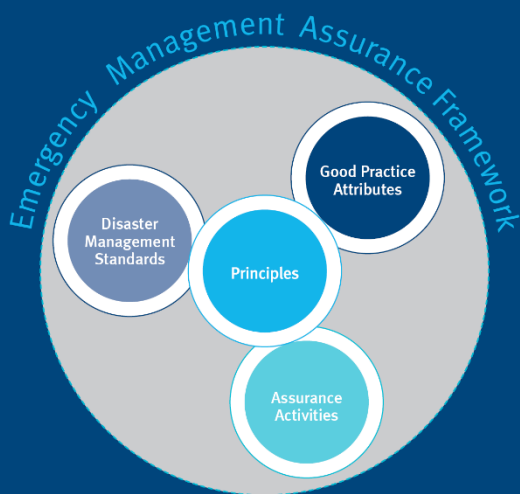 Emergency Management Assurance Framework
Good Practice
Attributes
Disaster
Management
Standards
Principles
Assurance
Activities